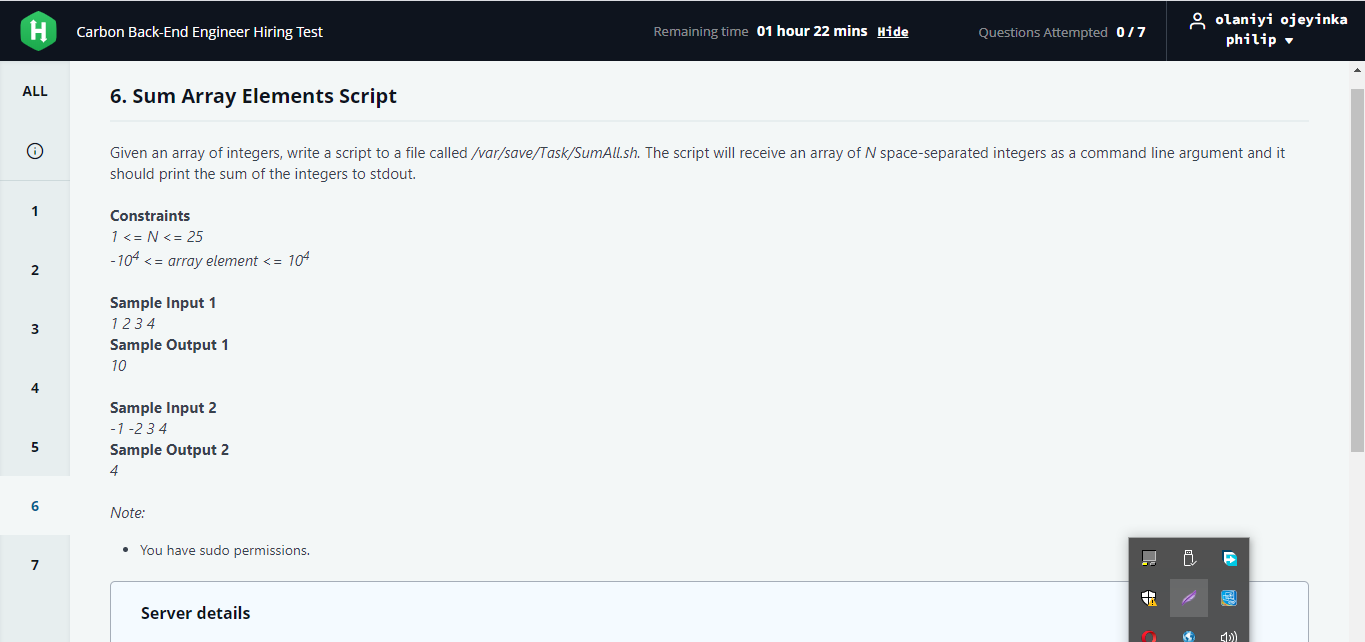 H Carbon Back-End Engineer Hiring Test Remaining time 01 hour 22 mins Hide Questions Attempted 0 / 7 olaniyi ojeyinka
philip
ALL
6. Sum Array Elements Script
Given an array of integers, write a script to a file called /var/save/Task/SumAll.sh. The script will receive an array of N space-separated integers as a command line argument and it
should print the sum of the integers to stdout.
1
Constraints
1 <= N <= 25
-10⁴ <= array element <= 10⁴
2
Sample Input 1
1 2 3 4
3
Sample Output 1
10
4
Sample Input 2
-1 -2 3 4
5
Sample Output 2
4
6
Note:
• You have sudo permissions.
7
Server details